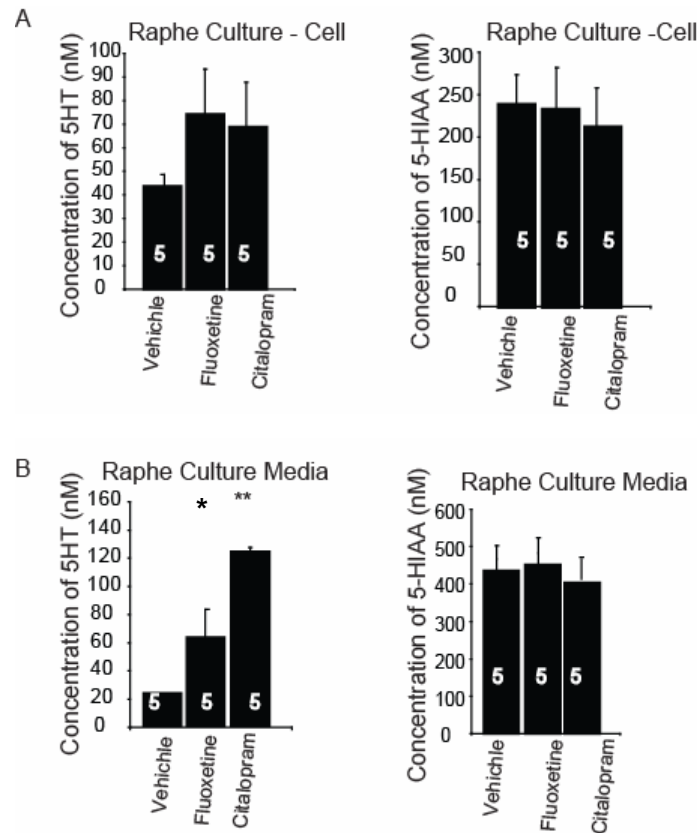 A
Raphe Culture - Cell
Concentration of 5HT (nM)
100
90
80
70
60
50
40
30
20
10
0
5
5
5
Vehichle
Fluoxetine
Citalopram
Raphe Culture -Cell
Concentration of 5-HIAA (nM)
300
250
200
150
100
50
0
5
5
5
Vehichle
Fluoxetine
Citalopram
B
Raphe Culture Media
Concentration of 5HT (nM)
160
140
120
80
60
40
20
0
*
**
5
5
5
Vehichle
Fluoxetine
Citalopram
Raphe Culture Media
Concentration of 5-HIAA (nM)
700
600
500
400
300
200
100
0
5
5
5
Vehichle
Fluoxetine
Citalopram